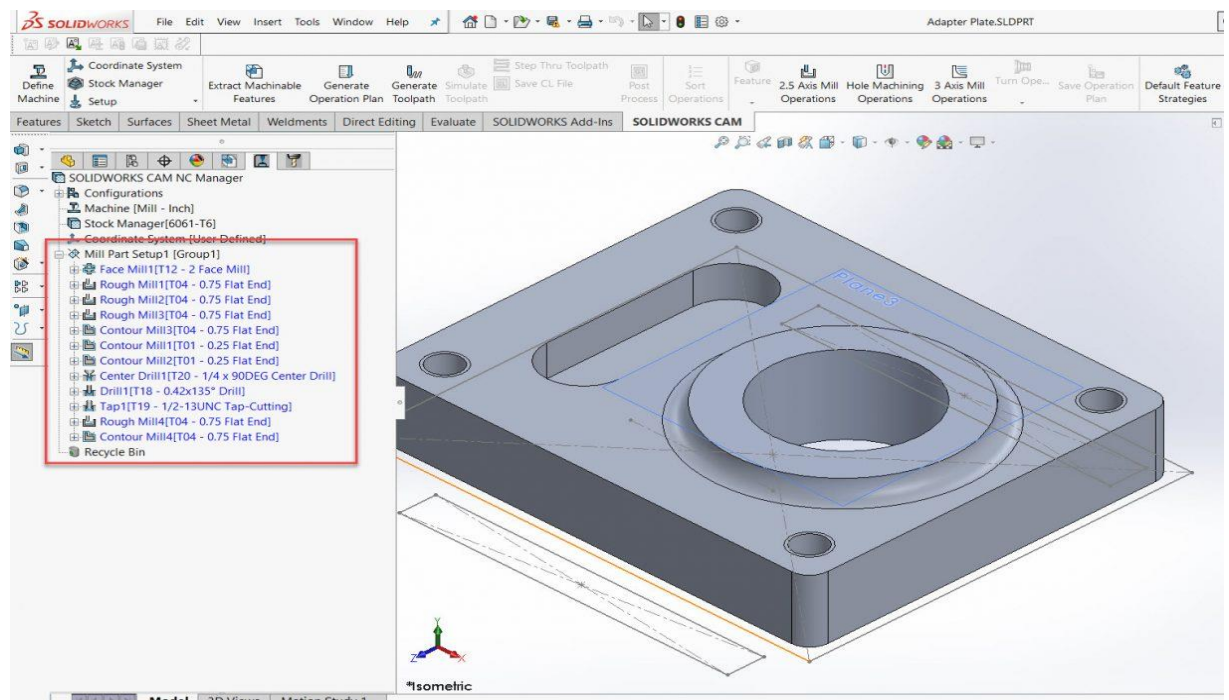 SOLIDWORKS File Edit View Insert Tools Window Help Adapter Plate.SLDPRT
Define Machine
Coordinate System
Stock Manager
Setup
Extract Machinable Features
Generate Operation Plan
Generate Toolpath
Simulate Toolpath
Step Thru Toolpath
Save CL File
Post Process
Sort Operations
Feature
2.5 Axis Mill Operations
Hole Machining Operations
3 Axis Mill Operations
Turn Ope...
Save Operation Plan
Default Feature Strategies
Features Sketch Surfaces Sheet Metal Weldments Direct Editing Evaluate SOLIDWORKS Add-Ins SOLIDWORKS CAM
SOLIDWORKS CAM NC Manager
Configurations
Machine [Mill - Inch]
Stock Manager[6061-T6]
Coordinate System [User Defined]
Mill Part Setup1 [Group1]
Face Mill1[T12 - 2 Face Mill]
Rough Mill1[T04 - 0.75 Flat End]
Rough Mill2[T04 - 0.75 Flat End]
Rough Mill3[T04 - 0.75 Flat End]
Contour Mill3[T04 - 0.75 Flat End]
Contour Mill1[T01 - 0.25 Flat End]
Contour Mill2[T01 - 0.25 Flat End]
Center Drill1[T20 - 1/4 x 90DEG Center Drill]
Drill1[T18 - 0.42x135° Drill]
Tap1[T19 - 1/2-13UNC Tap-Cutting]
Rough Mill4[T04 - 0.75 Flat End]
Contour Mill4[T04 - 0.75 Flat End]
Recycle Bin
Plane3
Y
Z X
*Isometric
Model 3D Views Motion Study 1